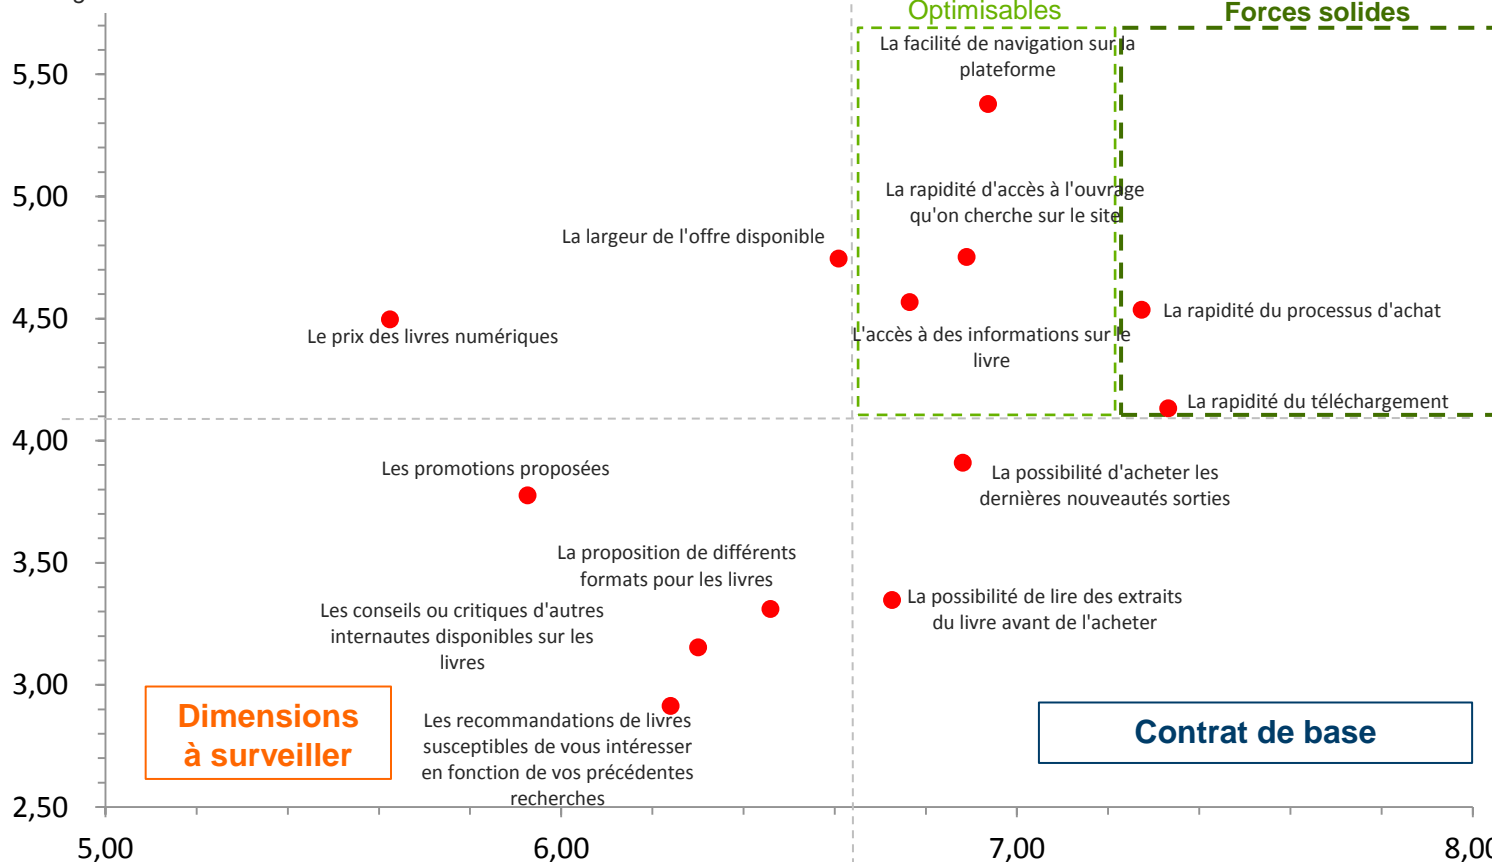 g
Optimisables
Forces solides
La facilité de navigation sur la
plateforme
5,50
5,00
La rapidité d'accès à l'ouvrage
qu'on cherche sur le site
La largeur de l'offre disponible
4,50
Le prix des livres numériques
L'accès à des informations sur le
livre
La rapidité du processus d'achat
La rapidité du téléchargement
4,00
Les promotions proposées
La possibilité d'acheter les
dernières nouveautés sorties
3,50
La proposition de différents
formats pour les livres
Les conseils ou critiques d'autres
internautes disponibles sur les
livres
La possibilité de lire des extraits
du livre avant de l'acheter
3,00
Dimensions
à surveiller
Les recommandations de livres
susceptibles de vous intéresser
en fonction de vos précédentes
recherches
Contrat de base
2,50
5,00
6,00
7,00
8,00